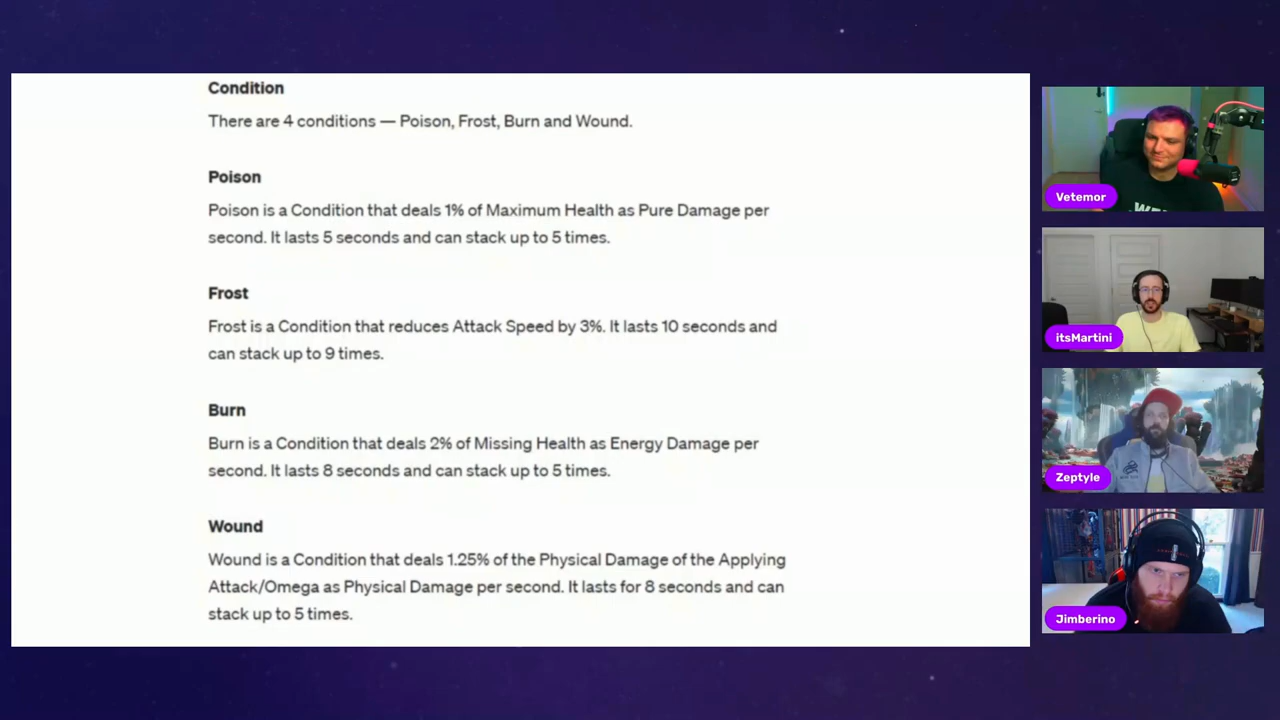 Condition
There are 4 conditions — Poison, Frost, Burn and Wound.
Poison
Poison is a Condition that deals 1% of Maximum Health as Pure Damage per
second. It lasts 5 seconds and can stack up to 5 times.
Frost
Frost is a Condition that reduces Attack Speed by 3%. It lasts 10 seconds and
can stack up to 9 times.
Burn
Burn is a Condition that deals 2% of Missing Health as Energy Damage per
second. It lasts 8 seconds and can stack up to 5 times.
Wound
Wound is a Condition that deals 1.25% of the Physical Damage of the Applying
Attack/Omega as Physical Damage per second. It lasts for 8 seconds and can
stack up to 5 times.
Vetemor
itsMartini
Zeptyle
Jimberino